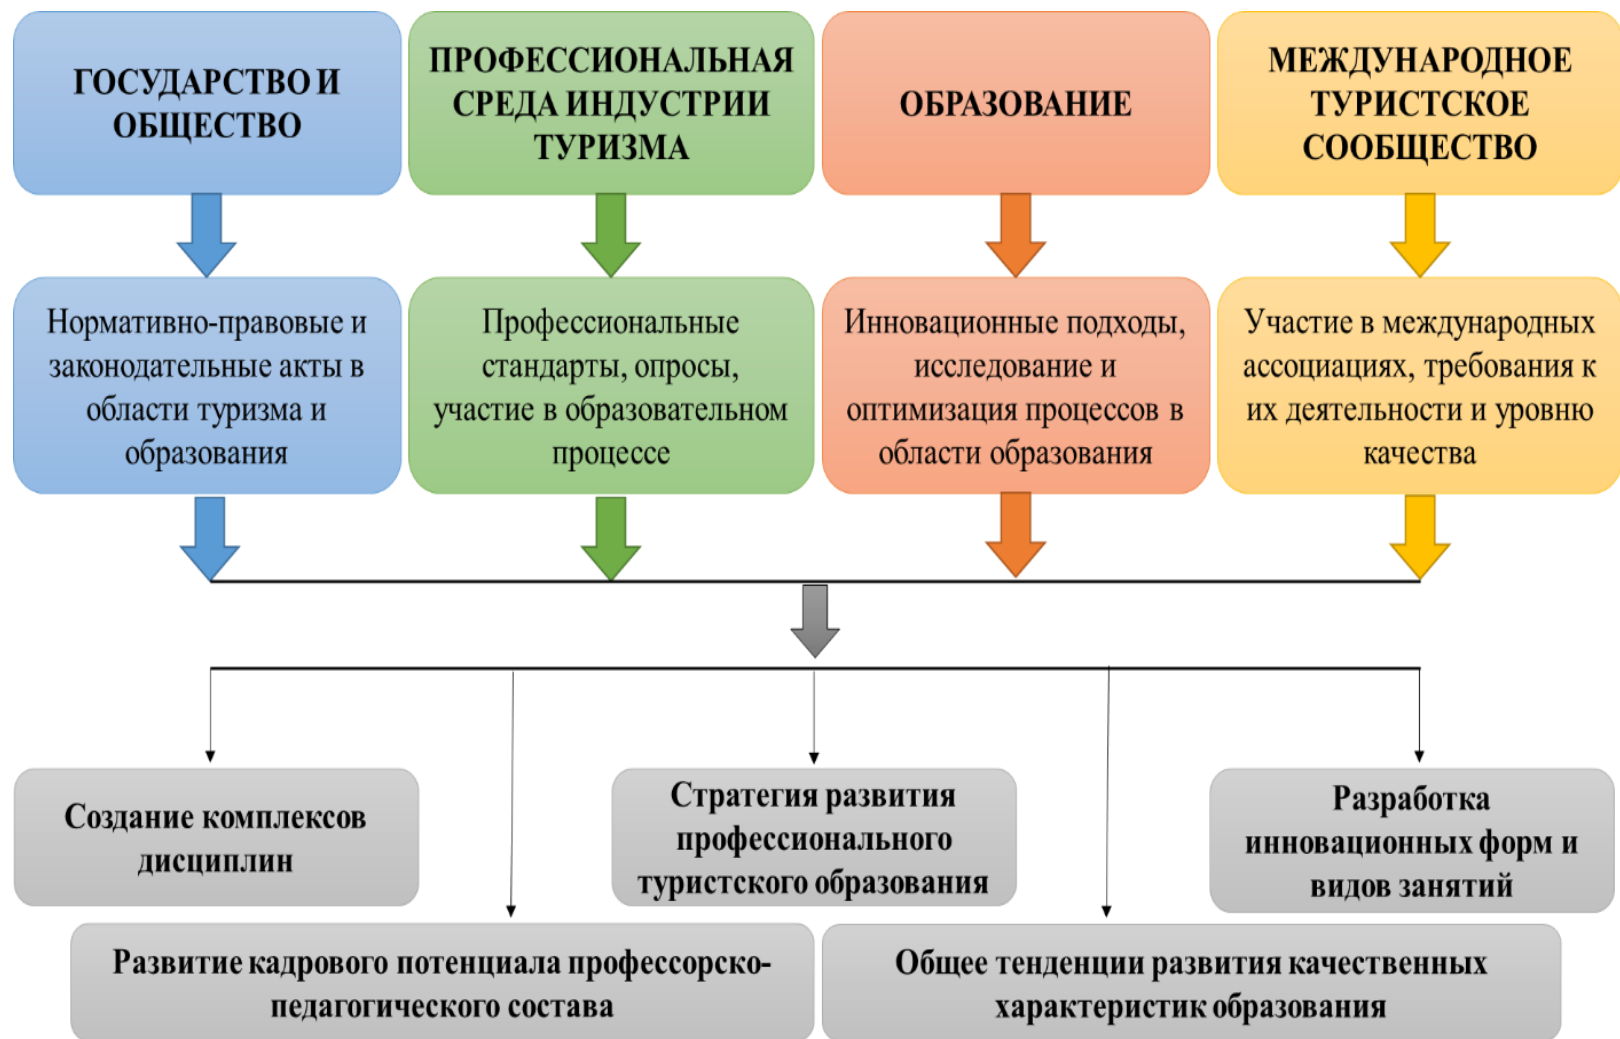 ГОСУДАРСТВО И
ОБЩЕСТВО
ПРОФЕССИОНАЛЬНАЯ
СРЕДА ИНДУСТРИИ
ТУРИЗМА
ОБРАЗОВАНИЕ
МЕЖДУНАРОДНОЕ
ТУРИСТСКОЕ
СООБЩЕСТВО
Нормативно-правовые и
законодательные акты в
области туризма и
образования
Профессиональные
стандарты, опросы,
участие в образовательном
процессе
Инновационные подходы,
исследование и
оптимизация процессов в
области образования
Участие в международных
ассоциациях, требования к
их деятельности и уровню
качества
Создание комплексов
дисциплин
Стратегия развития
профессионального
туристского образования
Разработка
инновационных форм и
видов занятий
Развитие кадрового потенциала профессорско-
педагогического состава
Общее тенденции развития качественных
характеристик образования